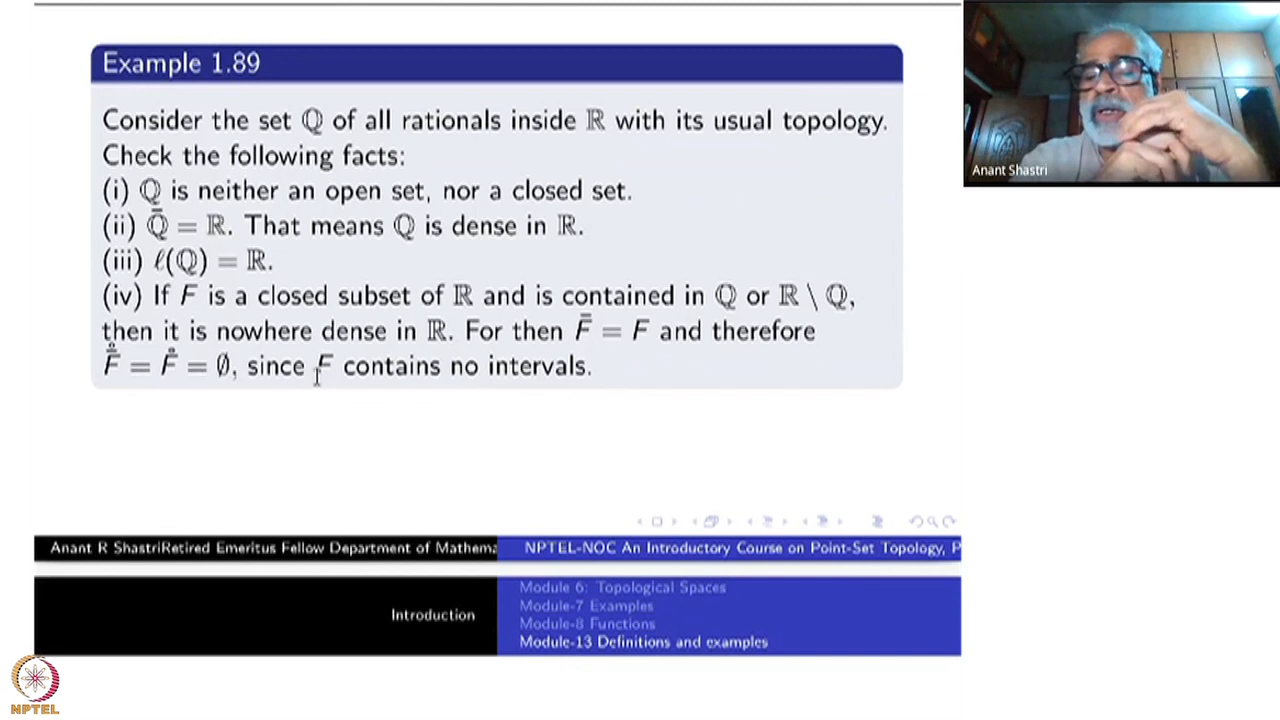 Example 1.89
Consider the set ℚ of all rationals inside ℝ with its usual topology.
Check the following facts:
(i) ℚ is neither an open set, nor a closed set.
(ii) ℚ̄ = ℝ. That means ℚ is dense in ℝ.
(iii) ℓ(ℚ) = ℝ.
(iv) If F is a closed subset of ℝ and is contained in ℚ or ℝ \ ℚ,
then it is nowhere dense in ℝ. For then F̄ = F and therefore
F̄̊ = F̊ = ∅, since F contains no intervals.
Anant Shastri
Anant R ShastriRetired Emeritus Fellow Department of Mathema
NPTEL-NOC An Introductory Course on Point-Set Topology, P
Introduction
Module 6: Topological Spaces
Module-7 Examples
Module-8 Functions
Module-13 Definitions and examples
NPTEL